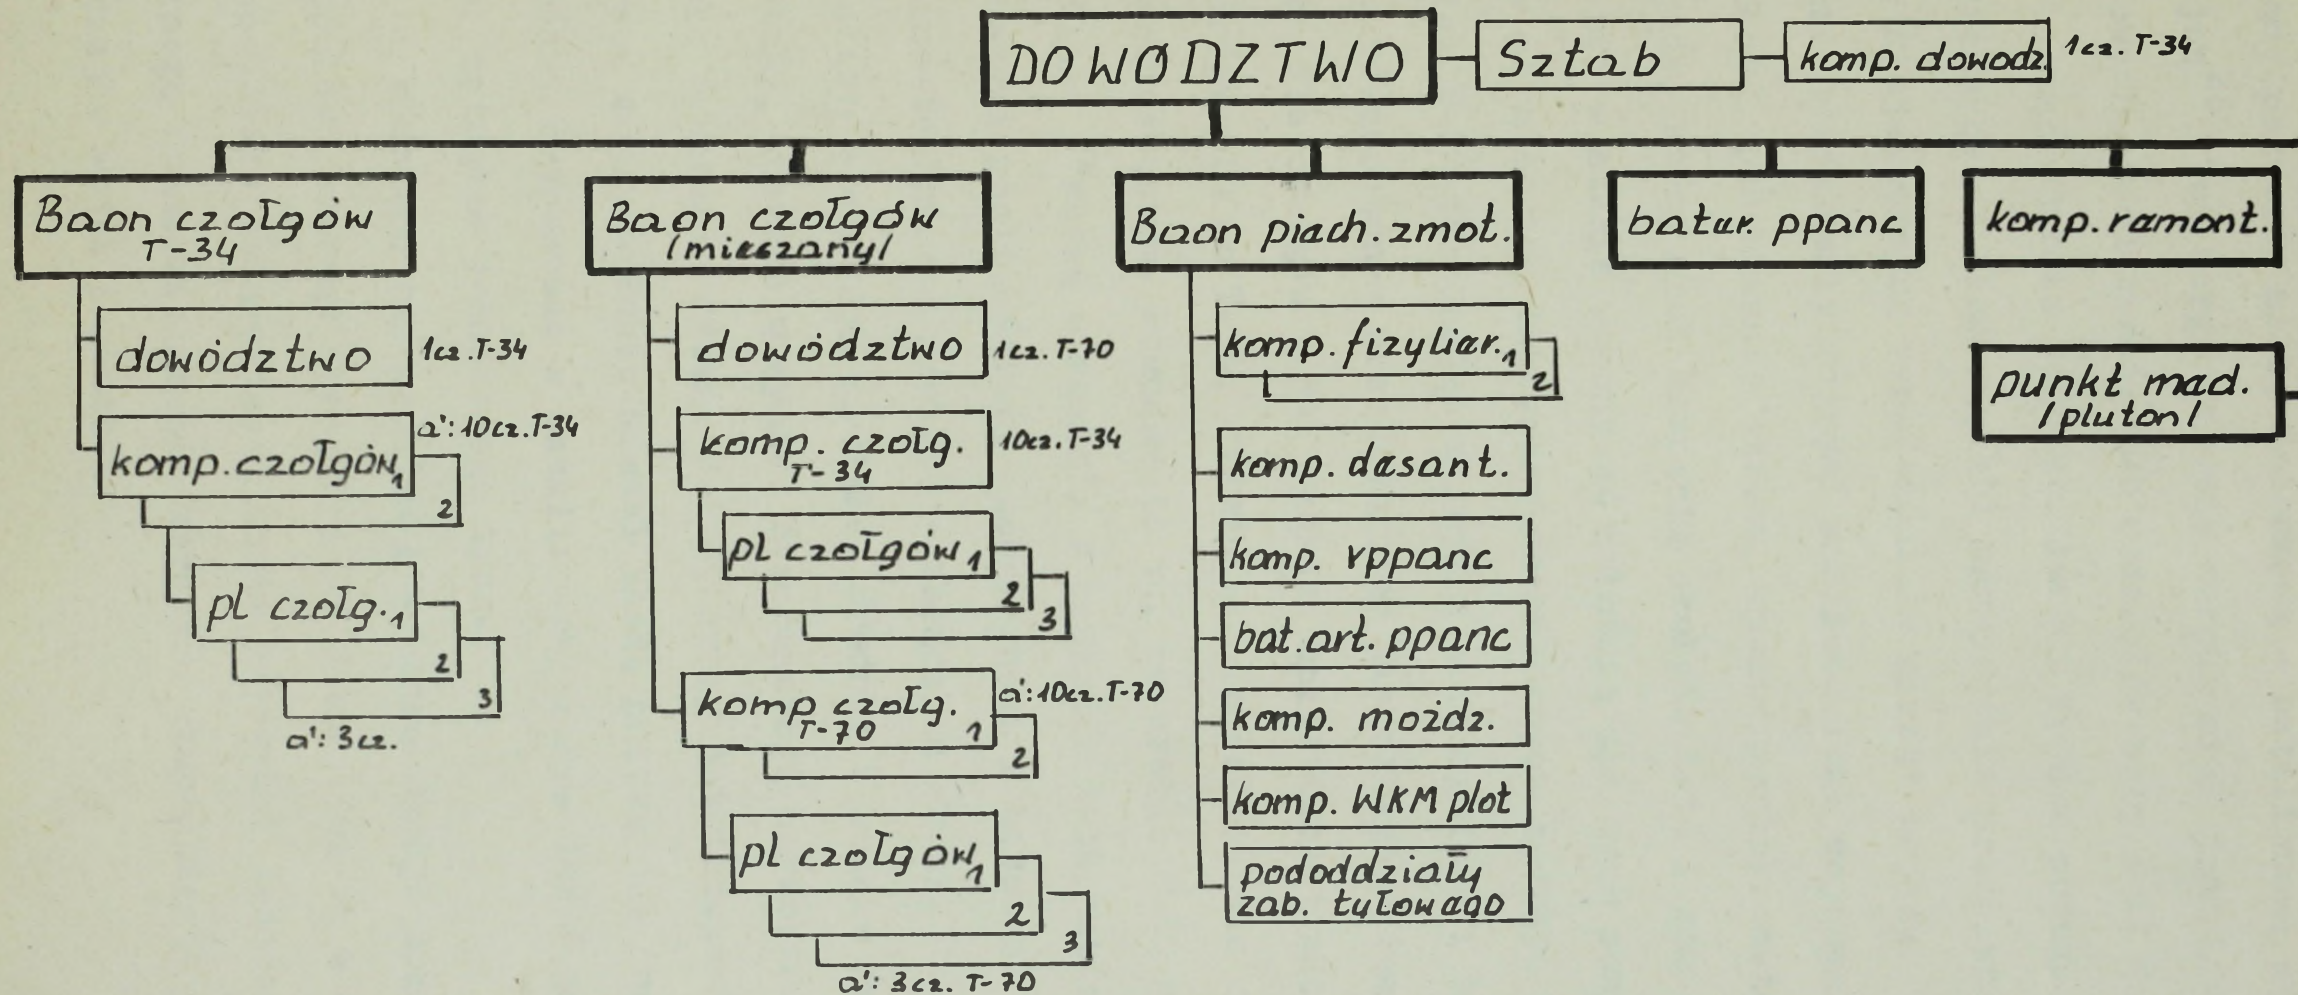 DOWÓDZTWO
Sztab
komp. dowodz.
1cz. T-34
Baon czołgów
T-34
dowództwo
1cz. T-34
komp. czołgów 1
a': 10cz. T-34
2
pl czołg. 1
2
3
a': 3cz.
Baon czołgów
/mieszany/
dowództwo
1cz. T-70
komp. czołg.
T-34
10cz. T-34
pl czołgów 1
2
3
komp czołg.
T-70
1
a': 10cz. T-70
2
pl czołgów 1
2
3
a': 3cz. T-70
Baon piech. zmot.
komp. fizylier. 1
2
komp. desant.
komp. rppanc
bat. art. ppanc
komp. moździ.
komp. WKM plot
pododdziały
zab. tyłowego
bater. ppanc
komp. remont.
punkt med.
/pluton/